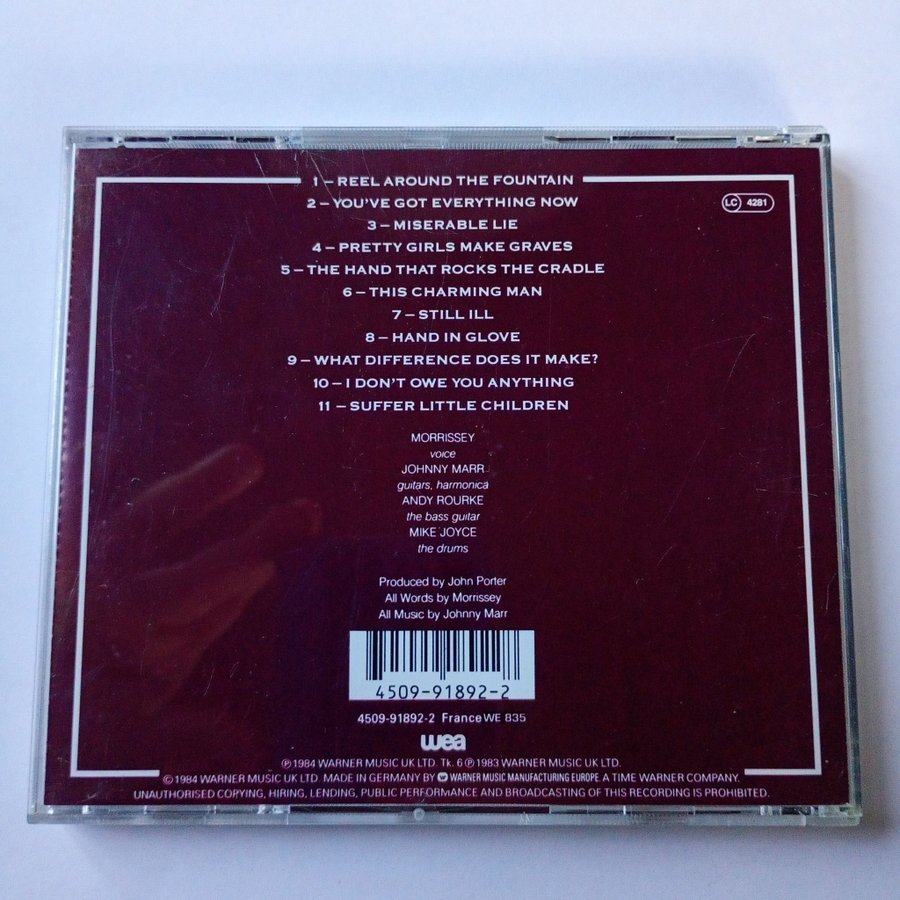 1 – REEL AROUND THE FOUNTAIN
2 – YOU'VE GOT EVERYTHING NOW
3 – MISERABLE LIE
4 – PRETTY GIRLS MAKE GRAVES
5 – THE HAND THAT ROCKS THE CRADLE
6 – THIS CHARMING MAN
7 – STILL ILL
8 – HAND IN GLOVE
9 – WHAT DIFFERENCE DOES IT MAKE?
10 – I DON'T OWE YOU ANYTHING
11 – SUFFER LITTLE CHILDREN
LC 4281
MORRISSEY
voice
JOHNNY MARR
guitars, harmonica
ANDY ROURKE
the bass guitar
MIKE JOYCE
the drums
Produced by John Porter
All Words by Morrissey
All Music by Johnny Marr
4509-91892-2
4509-91892-2 France WE 835
wea
℗ 1984 WARNER MUSIC UK LTD. Tk. 6 ℗ 1983 WARNER MUSIC UK LTD.
© 1984 WARNER MUSIC UK LTD. MADE IN GERMANY BY WARNER MUSIC MANUFACTURING EUROPE. A TIME WARNER COMPANY.
UNAUTHORISED COPYING, HIRING, LENDING, PUBLIC PERFORMANCE AND BROADCASTING OF THIS RECORDING IS PROHIBITED.